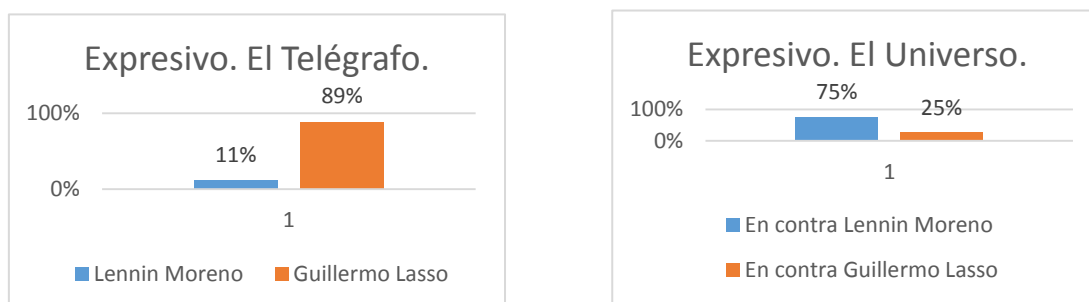 Expresivo. El Telégrafo.
89%
100%
11%
0%
1
Lennin Moreno Guillermo Lasso
Expresivo. El Universo.
75% 25%
100%
0%
1
En contra Lennin Moreno
En contra Guillermo Lasso